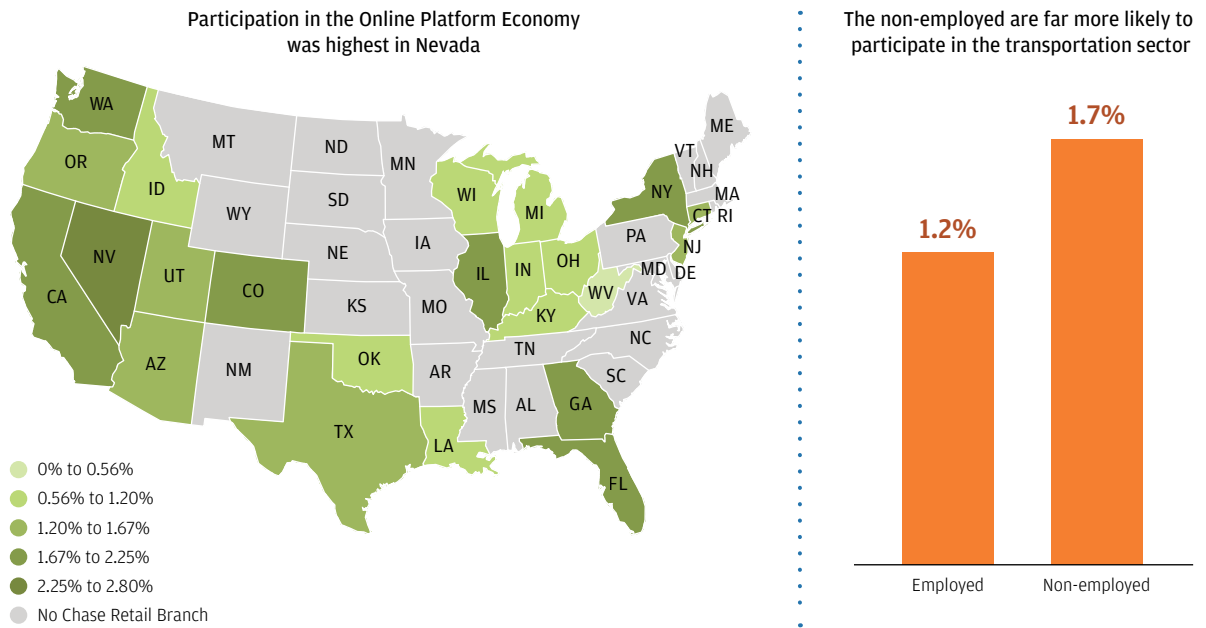 Participation in the Online Platform Economy
was highest in Nevada
WA
MT
ND
MN
ME
OR
ID
WY
SD
WI
MI
NY
VT
NH
MA
CT RI
NV
UT
CO
NE
IA
IL
IN
OH
PA
NJ
MD DE
CA
KS
MO
KY
WV
VA
AZ
NM
OK
AR
TN
NC
TX
LA
MS
AL
GA
SC
FL
0% to 0.56%
0.56% to 1.20%
1.20% to 1.67%
1.67% to 2.25%
2.25% to 2.80%
No Chase Retail Branch
The non-employed are far more likely to
participate in the transportation sector
1.2%
1.7%
Employed
Non-employed